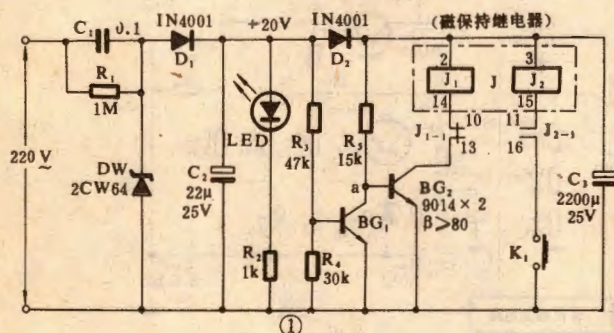 (磁保持继电器)
C₁ 0.1
IN4001
D₁
+20V
IN4001
D₂
R₁
1M
LED
R₃
47k
R₅
15k
2
J₁
14
J
3
J₂
15
J₁₋₁
10
13
11
16
J₂₋₃
220V
~
DW
2CW64
C₂
22μ
25V
a
BG₁
BG₂
9014×2
β≥80
C₃
2200μ
25V
R₂
1k
R₄
30k
K₁
①